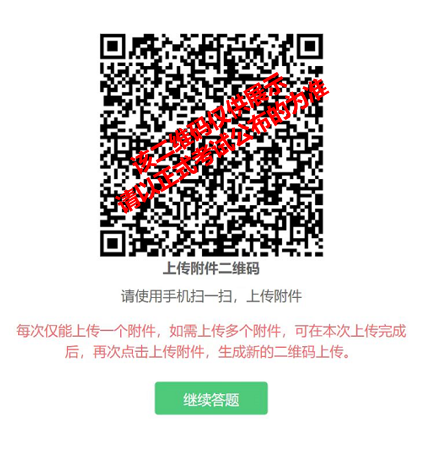 该二维码仅供展示
请以正式考试公布的为准
上传附件二维码
请使用手机扫一扫，上传附件
每次仅能上传一个附件，如需上传多个附件，可在本次上传完成
后，再次点击上传附件，生成新的二维码上传。
继续答题